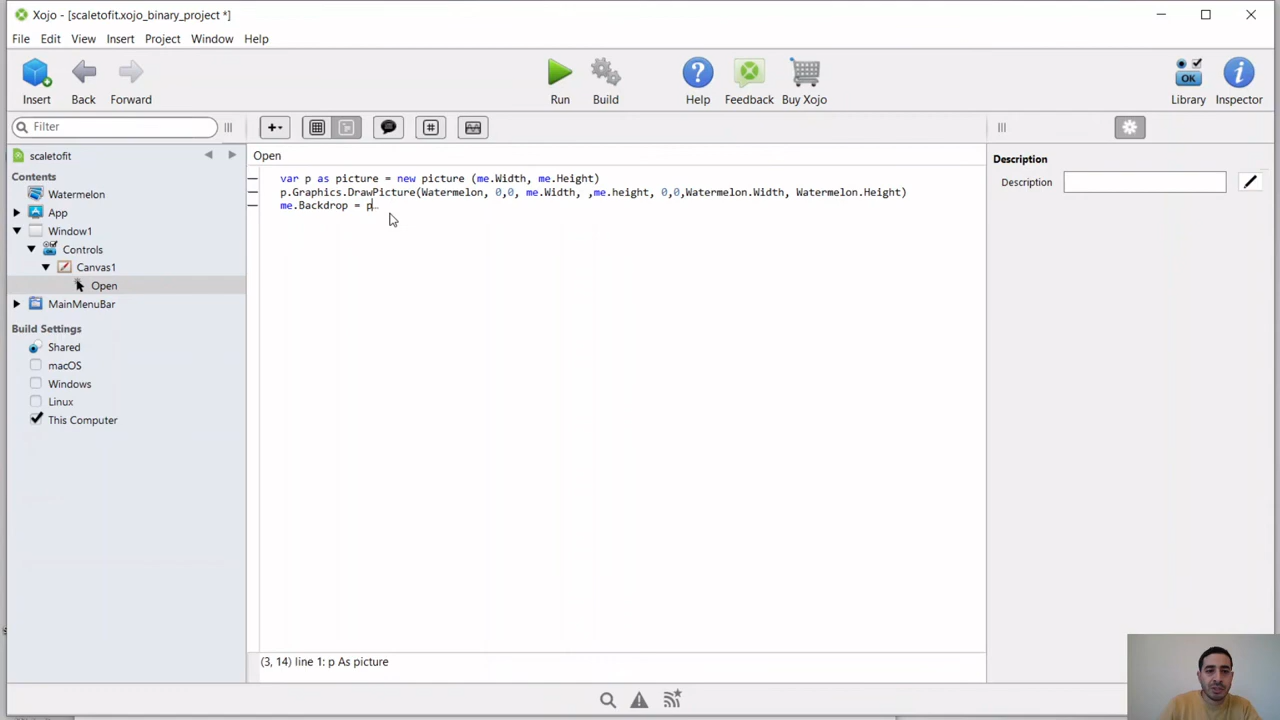 Xojo - [scaletofit.xojo_binary_project *]
File Edit View Insert Project Window Help
Insert Back Forward Run Build Help Feedback Buy Xojo OK Library Inspector
Filter
scaletofit
Open
Description
Contents
Description
Watermelon
App
Window1
Controls
Canvas1
Open
MainMenuBar
Build Settings
Shared
macOS
Windows
Linux
This Computer
var p as picture = new picture (me.Width, me.Height)
p.Graphics.DrawPicture(Watermelon, 0,0, me.Width, ,me.height, 0,0,Watermelon.Width, Watermelon.Height)
me.Backdrop = p…
(3, 14) line 1: p As picture